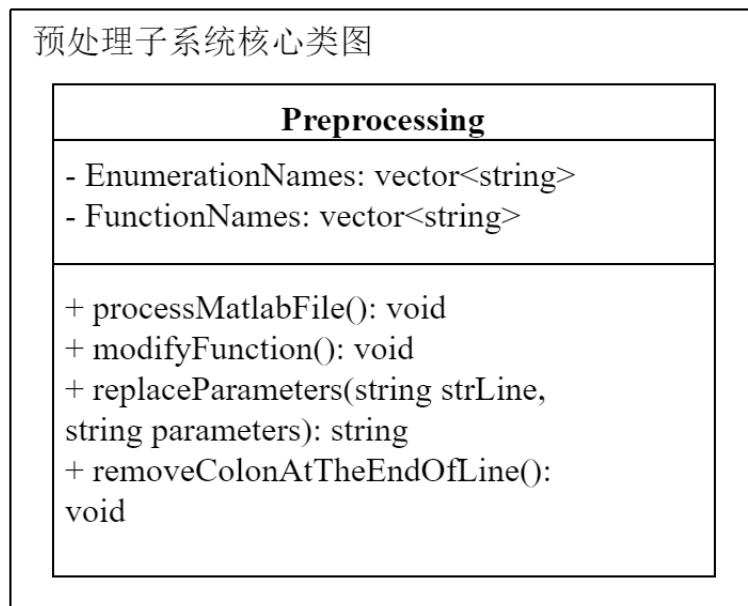 预处理子系统核心类图
Preprocessing
- EnumerationNames: vector<string>
- FunctionNames: vector<string>
+ processMatlabFile(): void
+ modifyFunction(): void
+ replaceParameters(string strLine,
string parameters): string
+ removeColonAtTheEndOfLine():
void